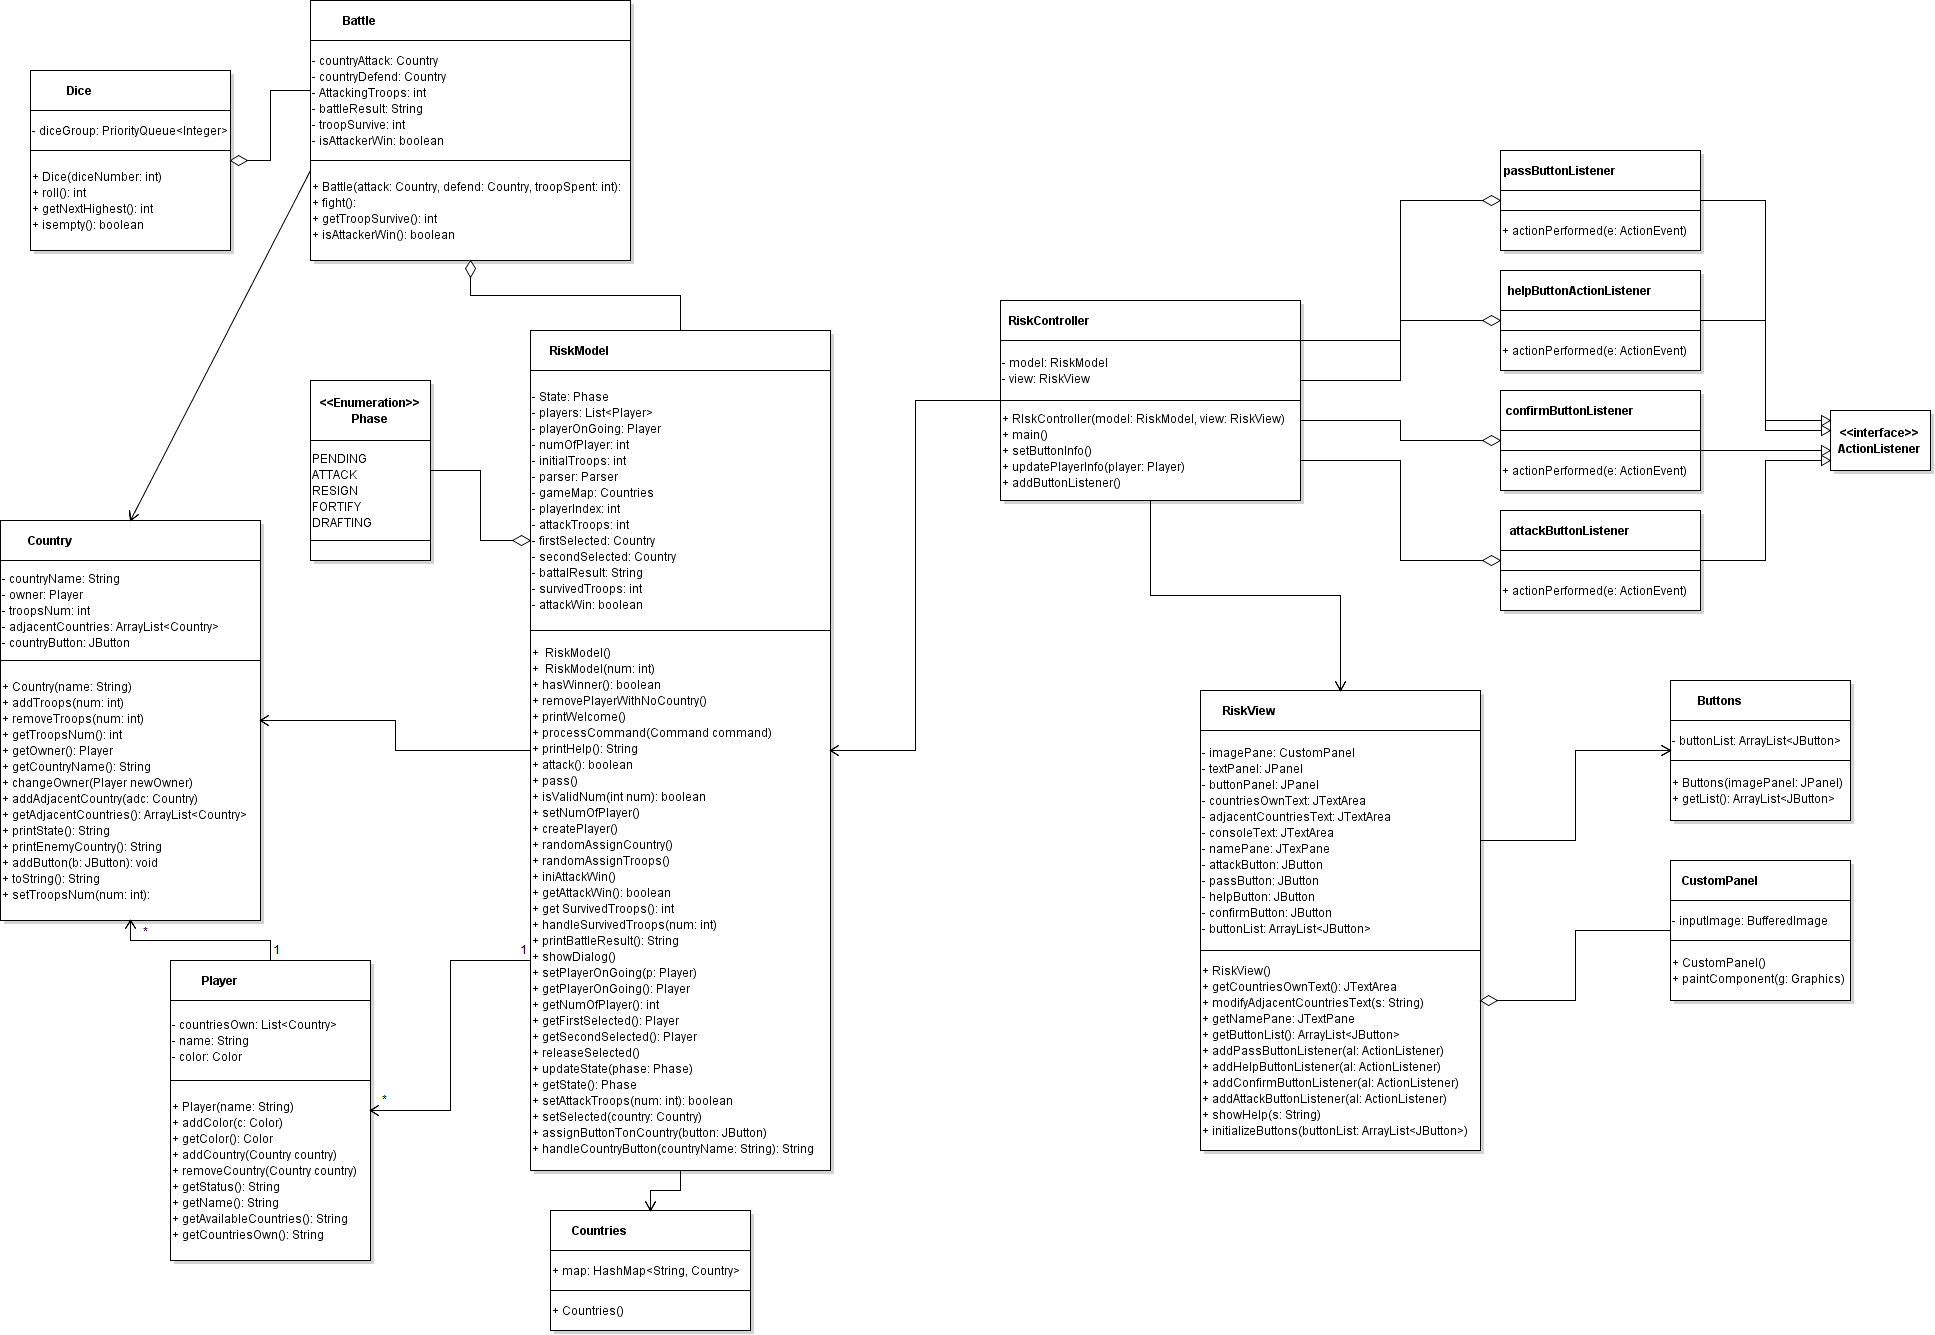 Battle
- countryAttack: Country
- countryDefend: Country
- AttackingTroops: int
- battleResult: String
- troopSurvive: int
- isAttackerWin: boolean
+ Battle(attack: Country, defend: Country, troopSpent: int):
+ fight():
+ getTroopSurvive(): int
+ isAttackerWin(): boolean
Dice
- diceGroup: PriorityQueue<Integer>
+ Dice(diceNumber: int)
+ roll(): int
+ getNextHighest(): int
+ isempty(): boolean
<<Enumeration>>
Phase
PENDING
ATTACK
RESIGN
FORTIFY
DRAFTING
RiskModel
- State: Phase
- players: List<Player>
- playerOnGoing: Player
- numOfPlayer: int
- initialTroops: int
- parser: Parser
- gameMap: Countries
- playerIndex: int
- attackTroops: int
- firstSelected: Country
- secondSelected: Country
- battalResult: String
- survivedTroops: int
- attackWin: boolean
+ RiskModel()
+ RiskModel(num: int)
+ hasWinner(): boolean
+ removePlayerWithNoCountry()
+ printWelcome()
+ processCommand(Command command)
+ printHelp(): String
+ attack(): boolean
+ pass()
+ isValidNum(int num): boolean
+ setNumOfPlayer()
+ createPlayer()
+ randomAssignCountry()
+ randomAssignTroops()
+ iniAttackWin()
+ getAttackWin(): boolean
+ get SurvivedTroops(): int
+ handleSurvivedTroops(num: int)
+ printBattleResult(): String
+ showDialog()
+ setPlayerOnGoing(p: Player)
+ getPlayerOnGoing(): Player
+ getNumOfPlayer(): int
+ getFirstSelected(): Player
+ getSecondSelected(): Player
+ releaseSelected()
+ updateState(phase: Phase)
+ getState(): Phase
+ setAttackTroops(num: int): boolean
+ setSelected(country: Country)
+ assignButtonTonCountry(button: JButton)
+ handleCountryButton(countryName: String): String
Country
- countryName: String
- owner: Player
- troopsNum: int
- adjacentCountries: ArrayList<Country>
- countryButton: JButton
+ Country(name: String)
+ addTroops(num: int)
+ removeTroops(num: int)
+ getTroopsNum(): int
+ getOwner(): Player
+ getCountryName(): String
+ changeOwner(Player newOwner)
+ addAdjacentCountry(adc: Country)
+ getAdjacentCountries(): ArrayList<Country>
+ printState(): String
+ printEnemyCountry(): String
+ addButton(b: JButton): void
+ toString(): String
+ setTroopsNum(num: int):
*
1
1
*
Player
- countriesOwn: List<Country>
- name: String
- color: Color
+ Player(name: String)
+ addColor(c: Color)
+ getColor(): Color
+ addCountry(Country country)
+ removeCountry(Country country)
+ getStatus(): String
+ getName(): String
+ getAvailableCountries(): String
+ getCountriesOwn(): String
Countries
+ map: HashMap<String, Country>
+ Countries()
RiskController
- model: RiskModel
- view: RiskView
+ RIskController(model: RiskModel, view: RiskView)
+ main()
+ setButtonInfo()
+ updatePlayerInfo(player: Player)
+ addButtonListener()
passButtonListener
+ actionPerformed(e: ActionEvent)
helpButtonActionListener
+ actionPerformed(e: ActionEvent)
confirmButtonListener
+ actionPerformed(e: ActionEvent)
attackButtonListener
+ actionPerformed(e: ActionEvent)
<<interface>>
ActionListener
RiskView
- imagePane: CustomPanel
- textPanel: JPanel
- buttonPanel: JPanel
- countriesOwnText: JTextArea
- adjacentCountriesText: JTextArea
- consoleText: JTextArea
- namePane: JTexPane
- attackButton: JButton
- passButton: JButton
- helpButton: JButton
- confirmButton: JButton
- buttonList: ArrayList<JButton>
+ RiskView()
+ getCountriesOwnText(): JTextArea
+ modifyAdjacentCountriesText(s: String)
+ getNamePane: JTextPane
+ getButtonList(): ArrayList<JButton>
+ addPassButtonListener(al: ActionListener)
+ addHelpButtonListener(al: ActionListener)
+ addConfirmButtonListener(al: ActionListener)
+ addAttackButtonListener(al: ActionListener)
+ showHelp(s: String)
+ initializeButtons(buttonList: ArrayList<JButton>)
Buttons
- buttonList: ArrayList<JButton>
+ Buttons(imagePanel: JPanel)
+ getList(): ArrayList<JButton>
CustomPanel
- inputImage: BufferedImage
+ CustomPanel()
+ paintComponent(g: Graphics)